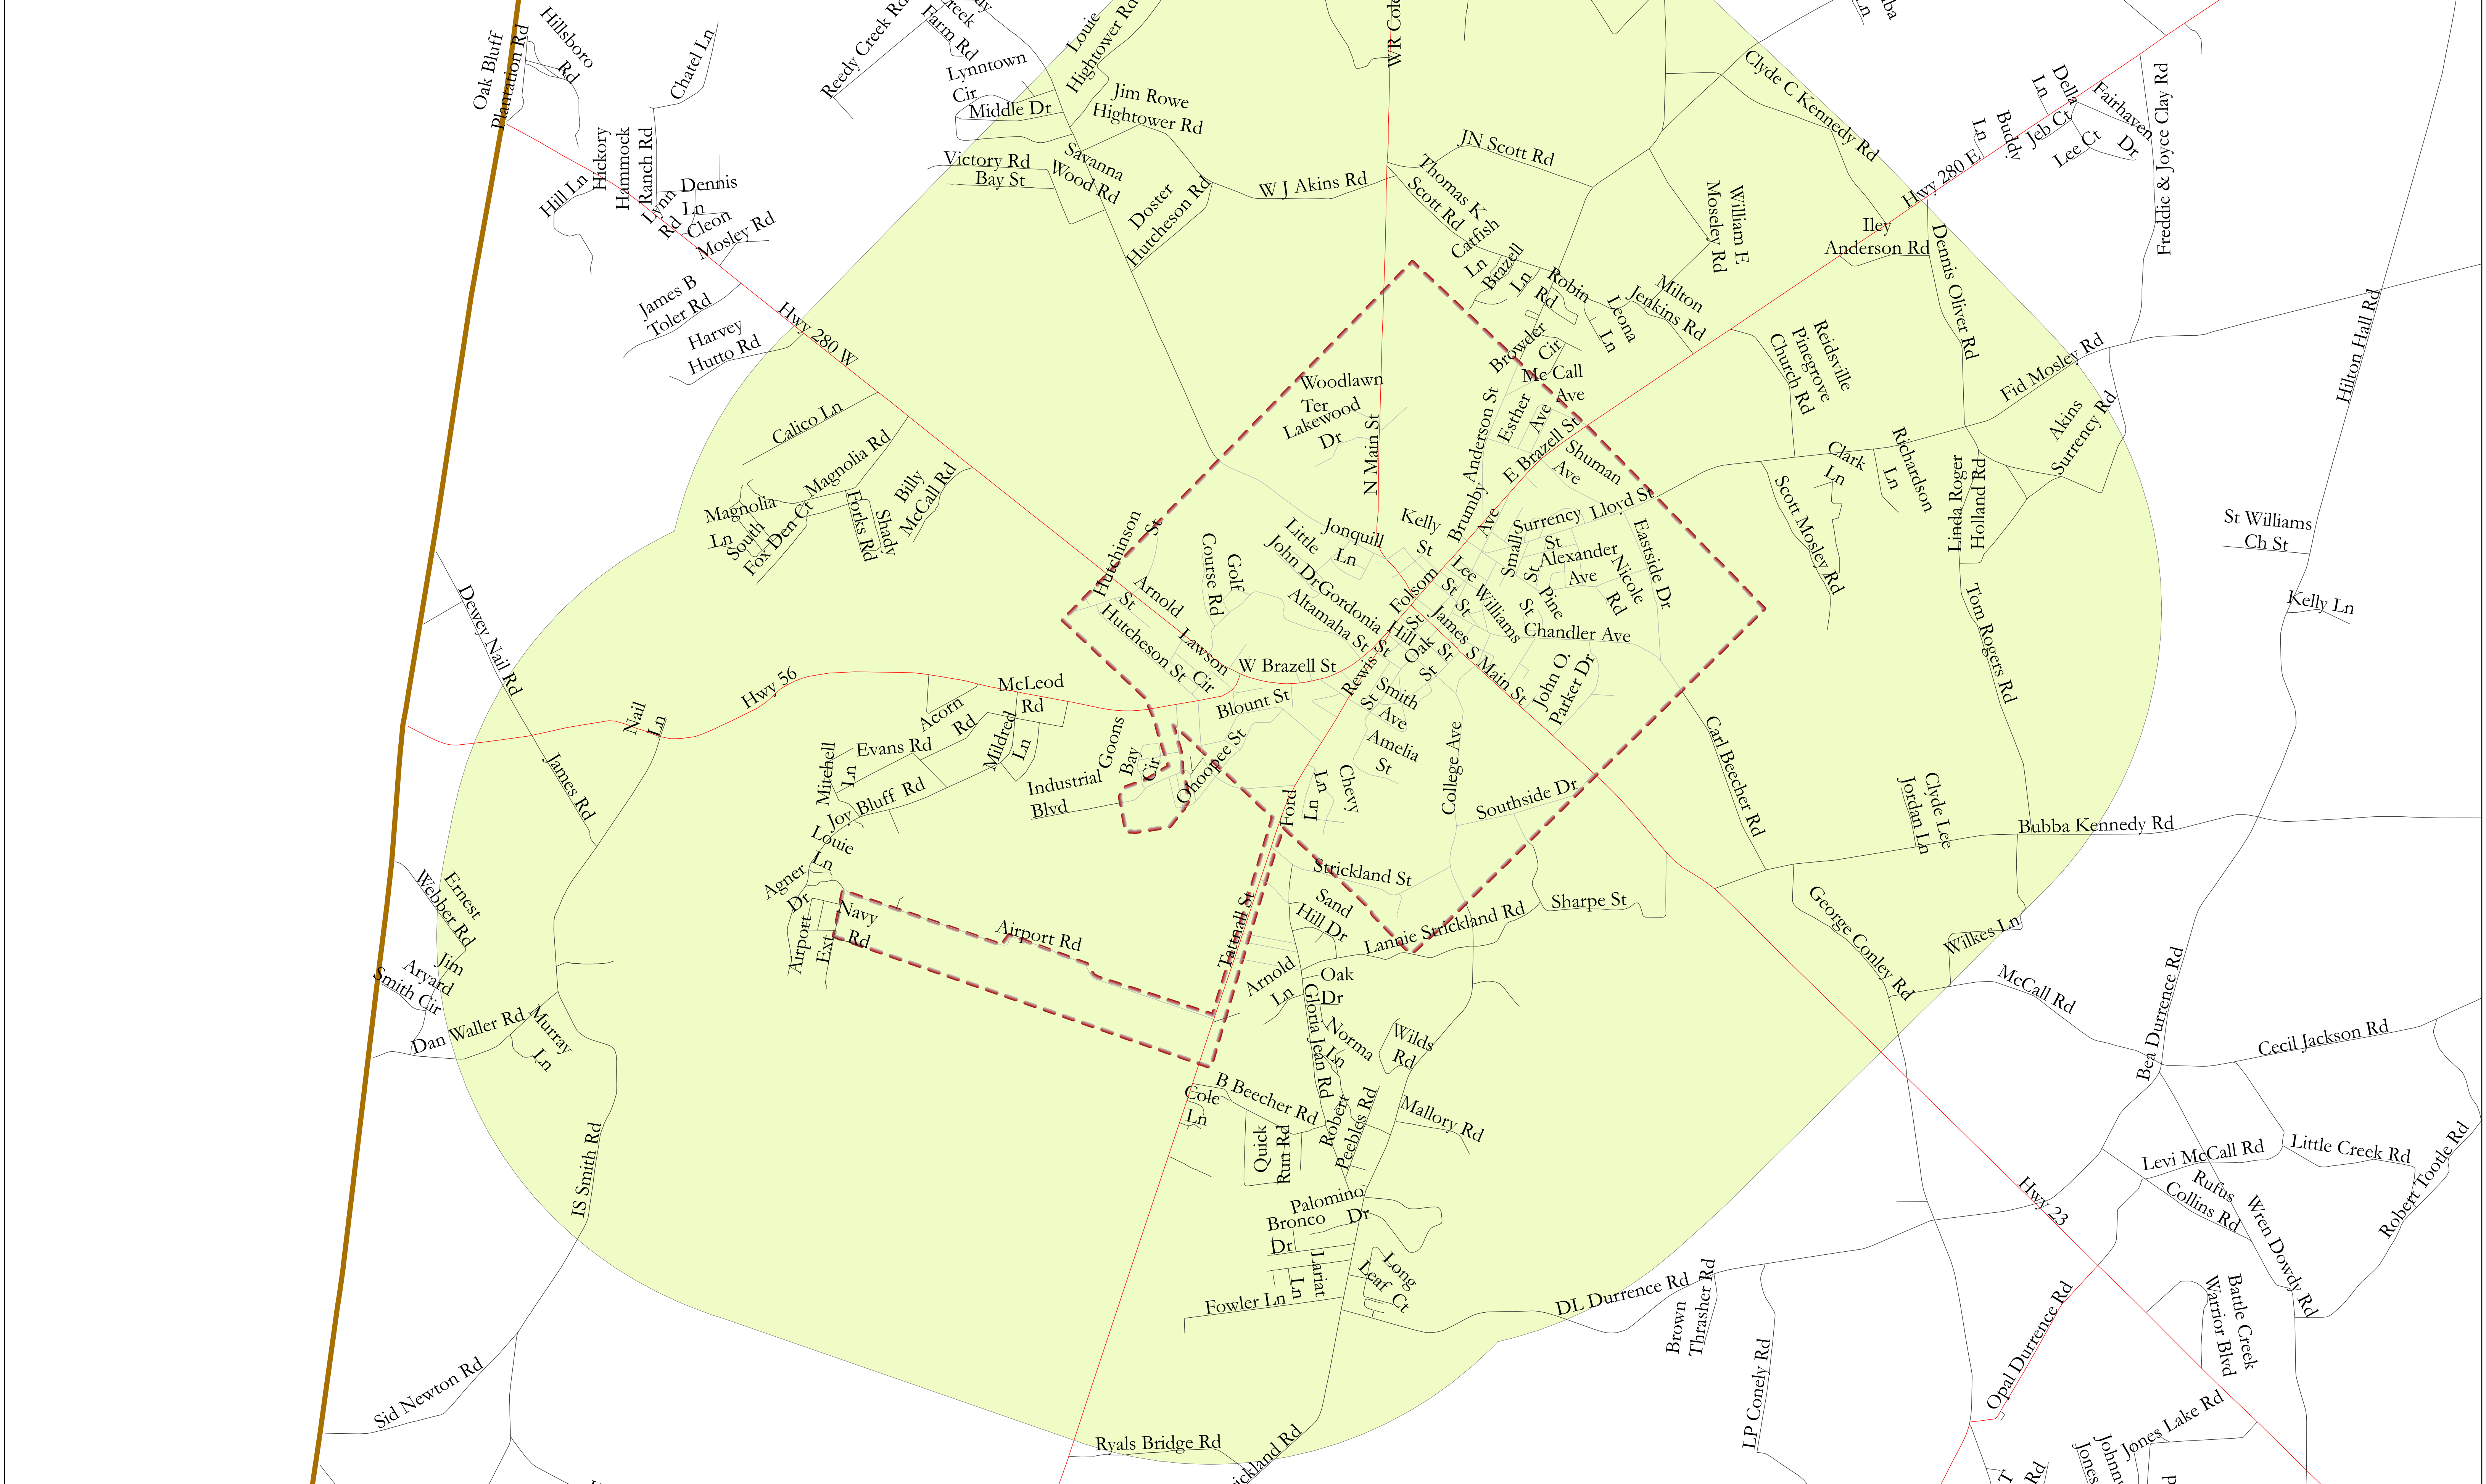 Oak Bluff
Plantation Rd
Hillsboro
Rd
Chatel Ln
Reedy Creek Rd
Creek
Farm Rd
Lynntown
Cir
Middle Dr
Louie
Hightower Rd
Jim Rowe
Hightower Rd
Victory Rd
Bay St
Savanna
Wood Rd
Doster
Hutcheson Rd
W J Akins Rd
WR Cole
JN Scott Rd
Thomas K
Scott Rd
Catfish
Ln
Brazell
Ln
Robin
Rd
Leona
Ln
Milton
Jenkins Rd
William E
Moseley Rd
Clyde C Kennedy Rd
Ln
Hwy 280 E
Iley
Anderson Rd
Dennis Oliver Rd
Della
Ln
Buddy
Ln
Jeb Ct
Lee Ct
Fairhaven
Dr
Freddie & Joyce Clay Rd
Hilton Hall Rd
Hickory
Hammock
Ranch Rd
Hill Ln
Lynn
Rd
Dennis
Ln
Cleon
Mosley Rd
James B
Toler Rd
Harvey
Hutto Rd
Hwy 280 W
Calico Ln
Magnolia Rd
Magnolia
Ln
South
Fox Den Ct
Forks Rd
Shady
Billy
McCall Rd
Woodlawn
Ter
Lakewood
Dr
N Main St
Browder
Cir
Mc Call
Ave
Esther
Ave
Anderson St
Brumby
E Brazell St
Shuman
Ave
Reidsville
Pinegrove
Church Rd
Fid Mosley Rd
Akins
Surrency Rd
Clark
Ln
Richardson
Ln
Linda Roger
Holland Rd
Scott Mosley Rd
St Williams
Ch St
Kelly Ln
Hutchinson
St
St
Arnold
Hutcheson St
Lawson
Cir
Golf
Course Rd
Jonquill
Ln
Little
John Dr
Gordonia
Altamaha St
St
Kelly
St
Ave
Surrency
St
Lloyd St
Smalls
St
Alexander
Ave
Nicole
Rd
Eastside Dr
Pine
St
Lee
St
Williams
St
Folsom
St
James
St
Hill
Oak
St
S Main St
Chandler Ave
John O.
Parker Dr
W Brazell St
Blount St
Rewis
St
Smith
Ave
Amelia
St
College Ave
Southside Dr
Chevy
Ln
Ford
Ln
Ohoopee St
Goons
Bay
Cir
Industrial
Blvd
Dewey Nail Rd
Nail
Ln
Hwy 56
McLeod
Rd
Acorn
Rd
Mildred
Ln
Evans Rd
Mitchell
Ln
Joy Bluff Rd
Louie
Ln
Agner
Dr
Navy
Rd
Airport
Ext
Airport Rd
James Rd
Ernest
Webber Rd
Jim
Aryard
Smith Cir
Dan Waller Rd
Murray
Ln
IS Smith Rd
Sid Newton Rd
Tattnall St
Strickland St
Sand
Hill Dr
Lannie Strickland Rd
Sharpe St
Arnold
Ln
Oak
Dr
Gloria Jean Rd
Norma
Ln
Wilds
Rd
Mallory Rd
Robert
Peebles Rd
B Beecher Rd
Cole
Ln
Quick
Run Rd
Palomino
Dr
Bronco
Dr
Lariat
Ln
Long
Leaf Ct
Fowler Ln
Ryals Bridge Rd
ickland Rd
Tom Rogers Rd
Carl Beecher Rd
Clyde Lee
Jordan Ln
Bubba Kennedy Rd
George Conley Rd
Wilkes Ln
McCall Rd
Bea Durrence Rd
Cecil Jackson Rd
Levi McCall Rd
Little Creek Rd
Robert Tootle Rd
Rufus
Collins Rd
Wren Dowdy Rd
Hwy 23
DL Durrence Rd
Brown
Thrasher Rd
LP Conely Rd
Opal Durrence Rd
Battle Creek
Warrior Blvd
Jones Lake Rd
Johnny
Jones
Rd